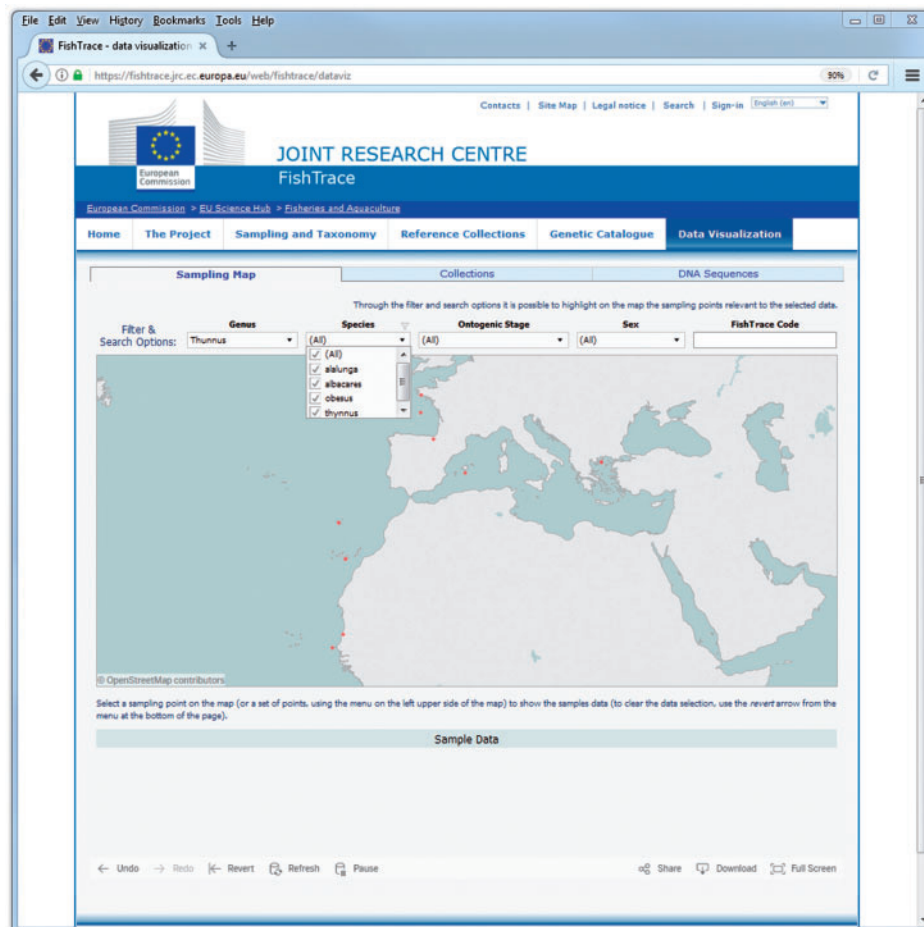 File Edit View History Bookmarks Tools Help
FishTrace - data visualization × +
https://fishtrace.jrc.ec.europa.eu/web/fishtrace/dataviz 90%
Contacts | Site Map | Legal notice | Search | Sign-in English (en)
JOINT RESEARCH CENTRE
European
Commission
FishTrace
European Commission > EU Science Hub > Fisheries and Aquaculture
Home The Project Sampling and Taxonomy Reference Collections Genetic Catalogue Data Visualization
Sampling Map Collections DNA Sequences
Through the filter and search options it is possible to highlight on the map the sampling points relevant to the selected data.
Filter &
Search Options:
Genus Species Ontogenic Stage Sex FishTrace Code
Thunnus (All) (All) (All)
(All)
alalunga
albacares
obesus
thynnus
© OpenStreetMap contributors
Select a sampling point on the map (or a set of points, using the menu on the left upper side of the map) to show the samples data (to clear the data selection, use the revert arrow from the
menu at the bottom of the page).
Sample Data
← Undo → Redo Revert Refresh Pause Share Download Full Screen